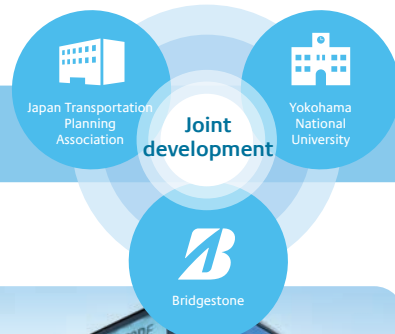 Japan Transportation
Planning
Association
Yokohama
National
University
Joint
development
Bridgestone